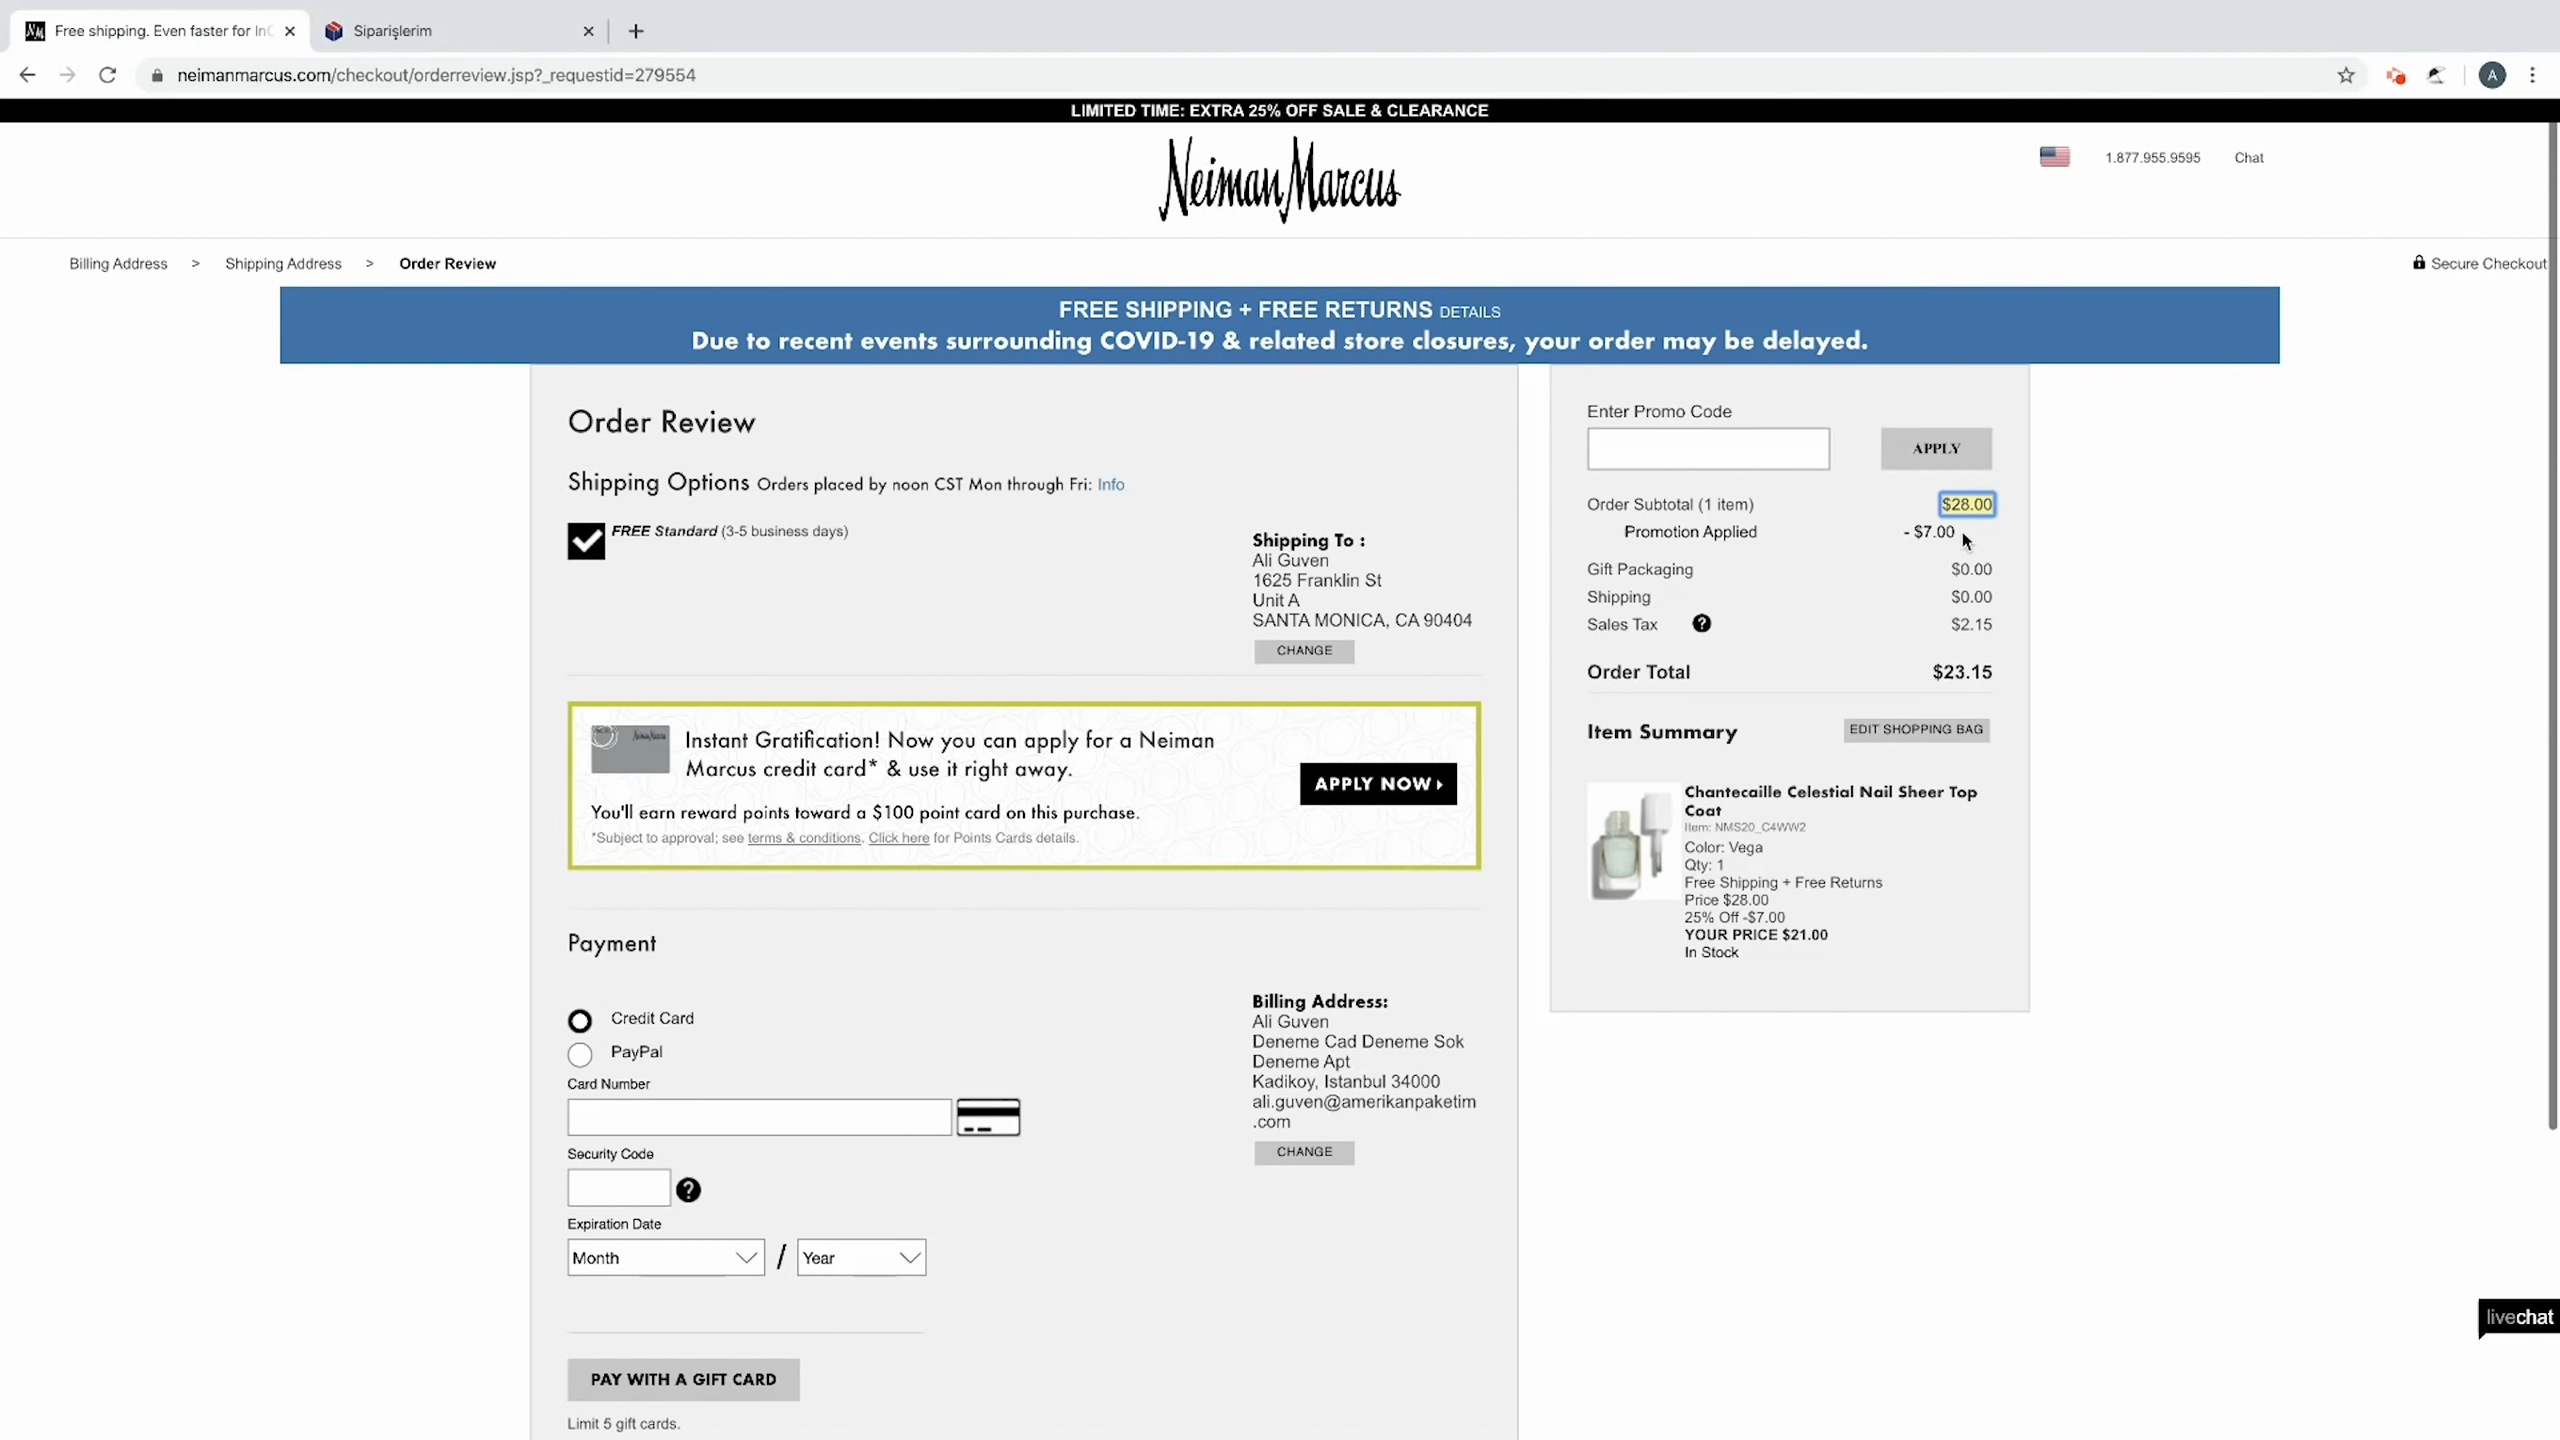 Free shipping. Even faster for InC
Siparişlerim
neimanmarcus.com/checkout/orderreview.jsp?_requestid=279554
A
LIMITED TIME: EXTRA 25% OFF SALE & CLEARANCE
Neiman Marcus
1.877.955.9595
Chat
Billing Address > Shipping Address > Order Review
Secure Checkout
FREE SHIPPING + FREE RETURNS DETAILS
Due to recent events surrounding COVID-19 & related store closures, your order may be delayed.
Order Review
Shipping Options Orders placed by noon CST Mon through Fri: Info
FREE Standard (3-5 business days)
Shipping To :
Ali Guven
1625 Franklin St
Unit A
SANTA MONICA, CA 90404
CHANGE
Instant Gratification! Now you can apply for a Neiman
Marcus credit card* & use it right away.
APPLY NOW
You'll earn reward points toward a $100 point card on this purchase.
*Subject to approval; see terms & conditions. Click here for Points Cards details.
Payment
Credit Card
PayPal
Card Number
Security Code
?
Expiration Date
Month / Year
Billing Address:
Ali Guven
Deneme Cad Deneme Sok
Deneme Apt
Kadikoy, Istanbul 34000
ali.guven@amerikanpaketim
.com
CHANGE
PAY WITH A GIFT CARD
Limit 5 gift cards.
Enter Promo Code
APPLY
Order Subtotal (1 item) $28.00
Promotion Applied - $7.00
Gift Packaging $0.00
Shipping $0.00
Sales Tax ? $2.15
Order Total $23.15
Item Summary
EDIT SHOPPING BAG
Chantecaille Celestial Nail Sheer Top
Coat
Item: NMS20_C4WW2
Color: Vega
Qty: 1
Free Shipping + Free Returns
Price $28.00
25% Off -$7.00
YOUR PRICE $21.00
In Stock
livechat